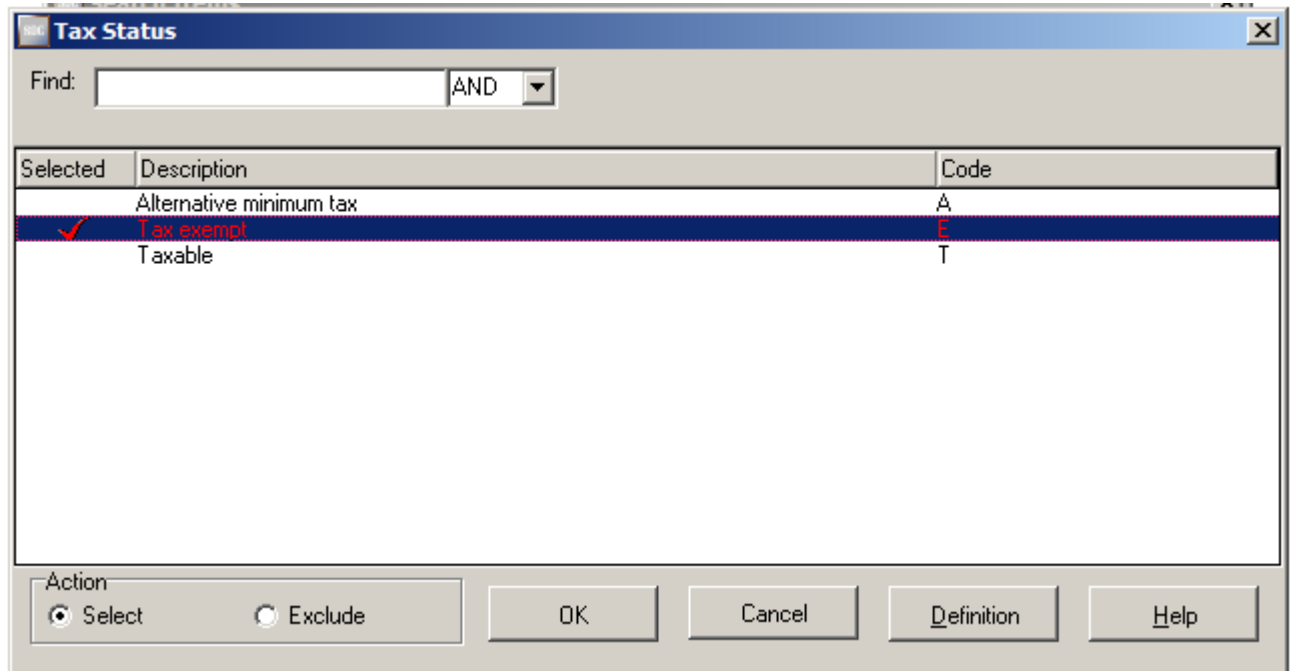 SDC Tax Status
Find: AND
Selected Description Code
Alternative minimum tax A
Tax exempt E
Taxable T
Action
Select Exclude OK Cancel Definition Help